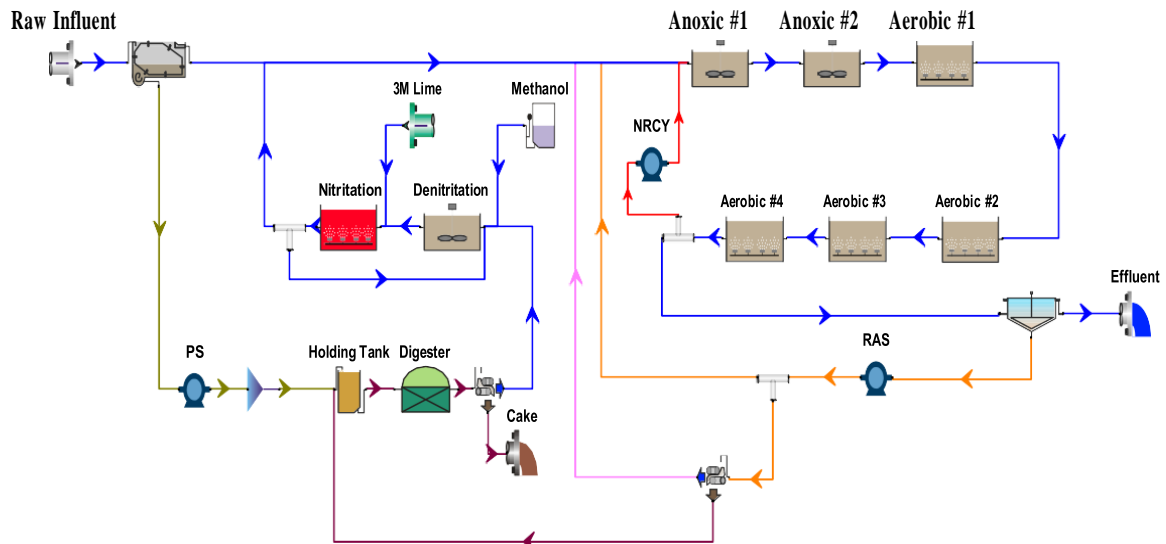 Raw Influent
Anoxic #1
Anoxic #2
Aerobic #1
3M Lime
Methanol
NRCY
Nitritation
Denitritation
Aerobic #4
Aerobic #3
Aerobic #2
Effluent
PS
Holding Tank
Digester
RAS
Cake